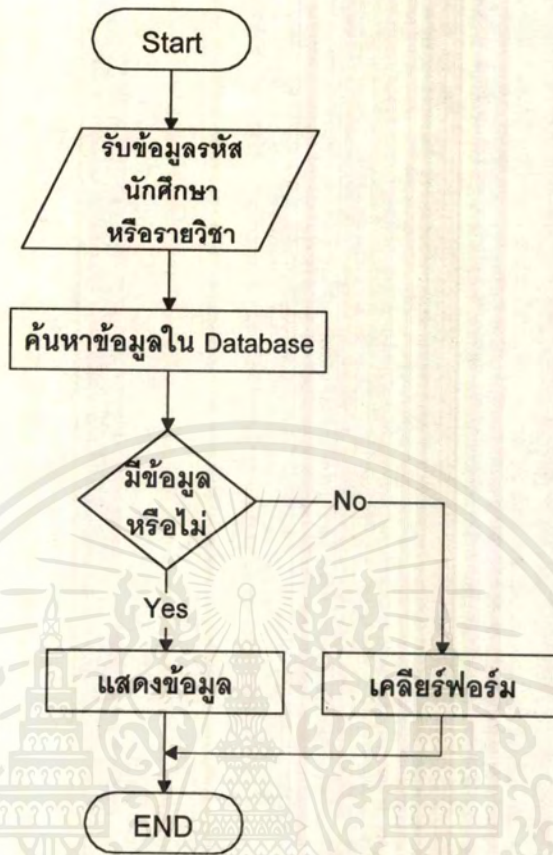 Start
รับข้อมูลรหัส
นักศึกษา
หรือรายวิชา
ค้นหาข้อมูลใน Database
มีข้อมูล
หรือไม่
No
Yes
แสดงข้อมูล
เคลียร์ฟอร์ม
END